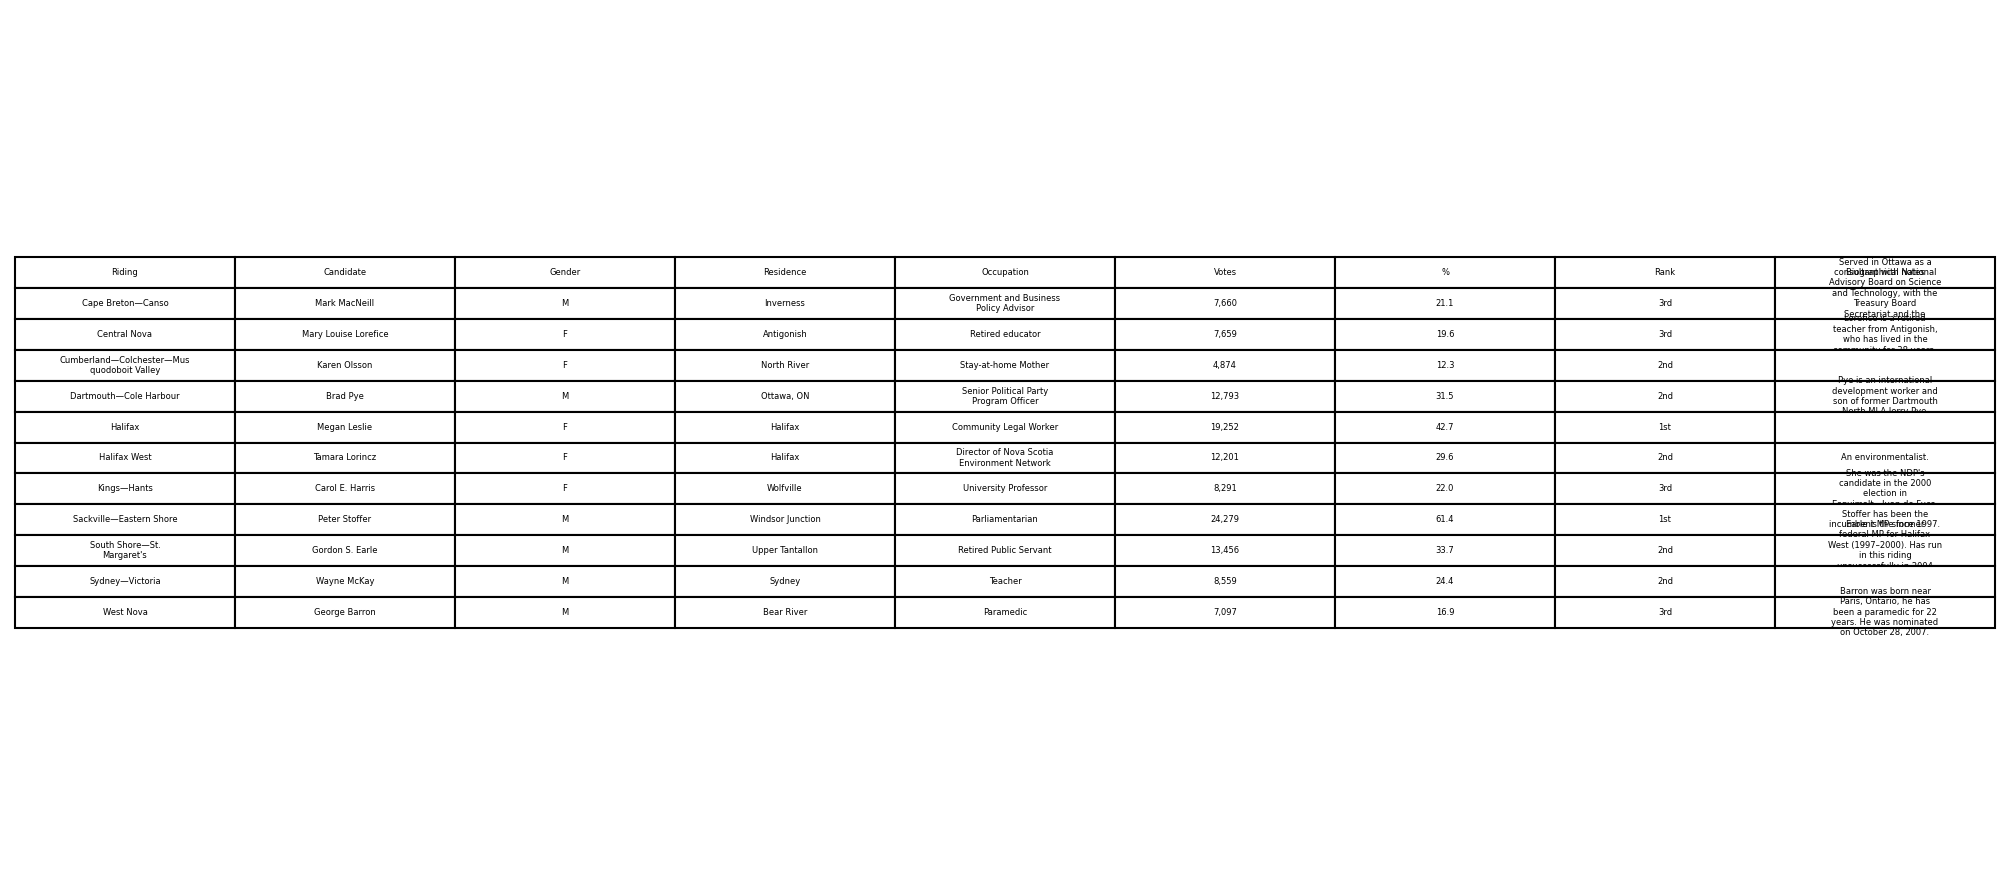 Riding Candidate Gender Residence Occupation Votes % Rank Biographical Notes
Cape Breton—Canso Mark MacNeill M Inverness Government and Business Policy Advisor 7,660 21.1 3rd
Served in Ottawa as a
consultant with National
Advisory Board on Science
and Technology, with the
Treasury Board
Secretariat and the
Central Nova Mary Louise Lorefice F Antigonish Retired educator 7,659 19.6 3rd
Lorefice is a retired
teacher from Antigonish,
who has lived in the
community for 38 years.
Cumberland—Colchester—Mus
quodoboit Valley Karen Olsson F North River Stay-at-home Mother 4,874 12.3 2nd
Dartmouth—Cole Harbour Brad Pye M Ottawa, ON Senior Political Party Program Officer 12,793 31.5 2nd
Pye is an international
development worker and
son of former Dartmouth
North MLA Jerry Pye.
Halifax Megan Leslie F Halifax Community Legal Worker 19,252 42.7 1st
Halifax West Tamara Lorincz F Halifax Director of Nova Scotia Environment Network 12,201 29.6 2nd An environmentalist.
Kings—Hants Carol E. Harris F Wolfville University Professor 8,291 22.0 3rd
She was the NDP's
candidate in the 2000
election in
Esquimalt—Juan de Fuca.
Sackville—Eastern Shore Peter Stoffer M Windsor Junction Parliamentarian 24,279 61.4 1st
Stoffer has been the
incumbent MP since 1997.
South Shore—St. Margaret's Gordon S. Earle M Upper Tantallon Retired Public Servant 13,456 33.7 2nd
Earle is the former
federal MP for Halifax
West (1997–2000). Has run
in this riding
unsuccessfully in 2004
Sydney—Victoria Wayne McKay M Sydney Teacher 8,559 24.4 2nd
West Nova George Barron M Bear River Paramedic 7,097 16.9 3rd
Barron was born near
Paris, Ontario, he has
been a paramedic for 22
years. He was nominated
on October 28, 2007.